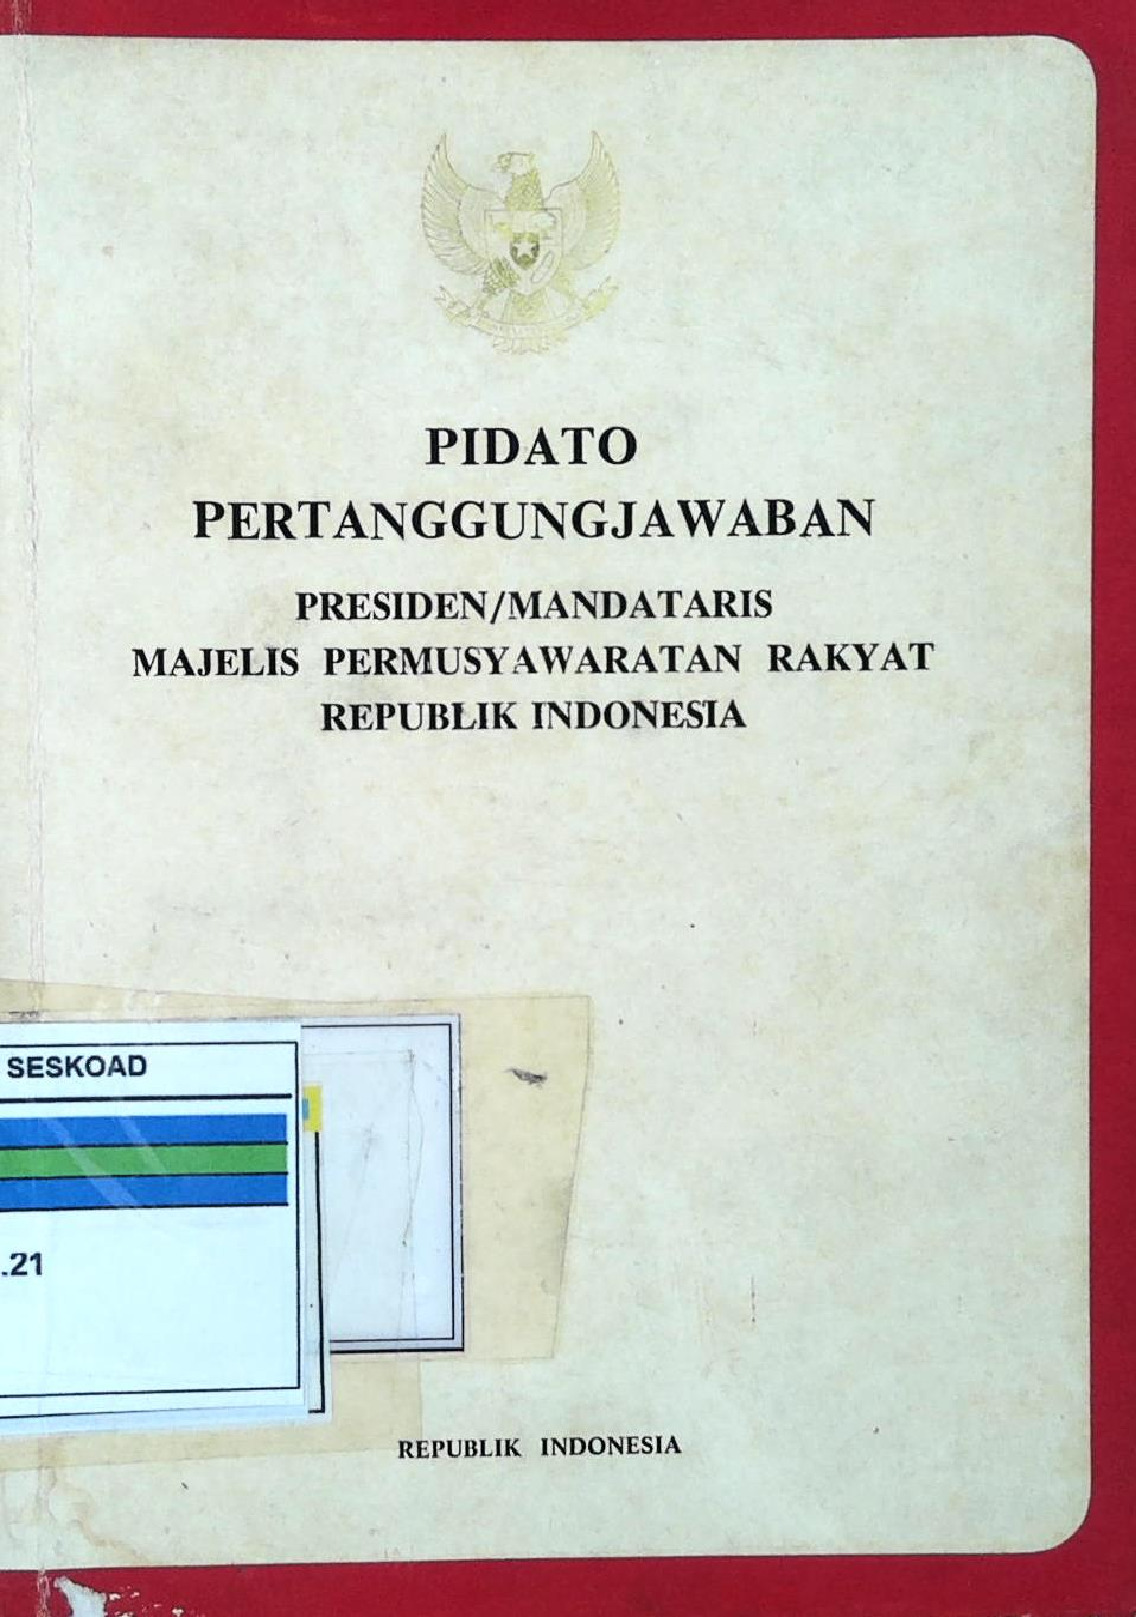 PIDATO
PERTANGGUNGJAWABAN
PRESIDEN/MANDATARIS
MAJELIS PERMUSYAWARATAN RAKYAT
REPUBLIK INDONESIA
SESKOAD
.21
REPUBLIK INDONESIA